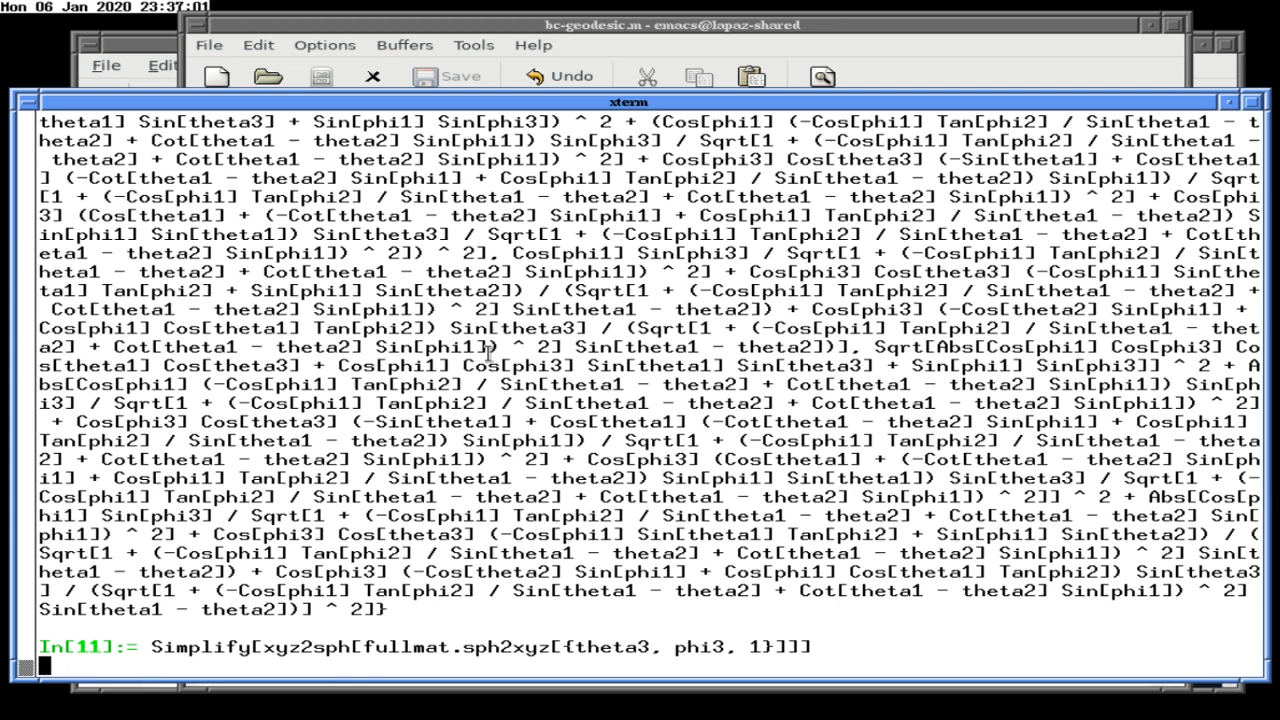 Mon 06 Jan 2020 23:37:01
bc-geodesic.m - emacs@lapaz-shared
File Edit Options Buffers Tools Help
File Edit
Save Undo
xterm
theta1] Sin[theta3] + Sin[phi1] Sin[phi3]) ^ 2 + (Cos[phi1] (-Cos[phi1] Tan[phi2] / Sin[theta1 - t
heta2] + Cot[theta1 - theta2] Sin[phi1]) Sin[phi3] / Sqrt[1 + (-Cos[phi1] Tan[phi2] / Sin[theta1 -
 theta2] + Cot[theta1 - theta2] Sin[phi1]) ^ 2] + Cos[phi3] Cos[theta3] (-Sin[theta1] + Cos[theta1
] (-Cot[theta1 - theta2] Sin[phi1] + Cos[phi1] Tan[phi2] / Sin[theta1 - theta2]) Sin[phi1]) / Sqrt
[1 + (-Cos[phi1] Tan[phi2] / Sin[theta1 - theta2] + Cot[theta1 - theta2] Sin[phi1]) ^ 2] + Cos[phi
3] (Cos[theta1] + (-Cot[theta1 - theta2] Sin[phi1] + Cos[phi1] Tan[phi2] / Sin[theta1 - theta2]) S
in[phi1] Sin[theta1]) Sin[theta3] / Sqrt[1 + (-Cos[phi1] Tan[phi2] / Sin[theta1 - theta2] + Cot[th
eta1 - theta2] Sin[phi1]) ^ 2]) ^ 2], Cos[phi1] Sin[phi3] / Sqrt[1 + (-Cos[phi1] Tan[phi2] / Sin[t
heta1 - theta2] + Cot[theta1 - theta2] Sin[phi1]) ^ 2] + Cos[phi3] Cos[theta3] (-Cos[phi1] Sin[the
ta1] Tan[phi2] + Sin[phi1] Sin[theta2]) / (Sqrt[1 + (-Cos[phi1] Tan[phi2] / Sin[theta1 - theta2] +
 Cot[theta1 - theta2] Sin[phi1]) ^ 2] Sin[theta1 - theta2]) + Cos[phi3] (-Cos[theta2] Sin[phi1] +
Cos[phi1] Cos[theta1] Tan[phi2]) Sin[theta3] / (Sqrt[1 + (-Cos[phi1] Tan[phi2] / Sin[theta1 - thet
a2] + Cot[theta1 - theta2] Sin[phi1]) ^ 2] Sin[theta1 - theta2])], Sqrt[Abs[Cos[phi1] Cos[phi3] Co
s[theta1] Cos[theta3] + Cos[phi1] Cos[phi3] Sin[theta1] Sin[theta3] + Sin[phi1] Sin[phi3]] ^ 2 + A
bs[Cos[phi1] (-Cos[phi1] Tan[phi2] / Sin[theta1 - theta2] + Cot[theta1 - theta2] Sin[phi1]) Sin[ph
i3] / Sqrt[1 + (-Cos[phi1] Tan[phi2] / Sin[theta1 - theta2] + Cot[theta1 - theta2] Sin[phi1]) ^ 2]
 + Cos[phi3] Cos[theta3] (-Sin[theta1] + Cos[theta1] (-Cot[theta1 - theta2] Sin[phi1] + Cos[phi1]
Tan[phi2] / Sin[theta1 - theta2]) Sin[phi1]) / Sqrt[1 + (-Cos[phi1] Tan[phi2] / Sin[theta1 - theta
2] + Cot[theta1 - theta2] Sin[phi1]) ^ 2] + Cos[phi3] (Cos[theta1] + (-Cot[theta1 - theta2] Sin[ph
i1] + Cos[phi1] Tan[phi2] / Sin[theta1 - theta2]) Sin[phi1] Sin[theta1]) Sin[theta3] / Sqrt[1 + (-
Cos[phi1] Tan[phi2] / Sin[theta1 - theta2] + Cot[theta1 - theta2] Sin[phi1]) ^ 2]] ^ 2 + Abs[Cos[p
hi1] Sin[phi3] / Sqrt[1 + (-Cos[phi1] Tan[phi2] / Sin[theta1 - theta2] + Cot[theta1 - theta2] Sin[
phi1]) ^ 2] + Cos[phi3] Cos[theta3] (-Cos[phi1] Sin[theta1] Tan[phi2] + Sin[phi1] Sin[theta2]) / (
Sqrt[1 + (-Cos[phi1] Tan[phi2] / Sin[theta1 - theta2] + Cot[theta1 - theta2] Sin[phi1]) ^ 2] Sin[t
heta1 - theta2]) + Cos[phi3] (-Cos[theta2] Sin[phi1] + Cos[phi1] Cos[theta1] Tan[phi2]) Sin[theta3
] / (Sqrt[1 + (-Cos[phi1] Tan[phi2] / Sin[theta1 - theta2] + Cot[theta1 - theta2] Sin[phi1]) ^ 2]
Sin[theta1 - theta2])] ^ 2]}
In[11]:= Simplify[xyz2sph[fullmat.sph2xyz[{theta3, phi3, 1}]]]